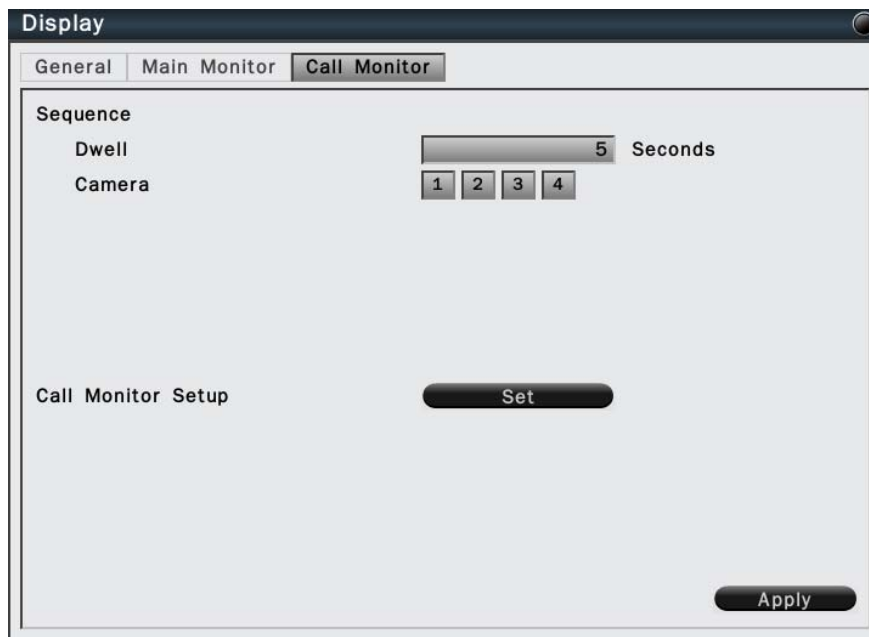 Display
General Main Monitor Call Monitor
Sequence
Dwell 5 Seconds
Camera 1 2 3 4
Call Monitor Setup Set
Apply